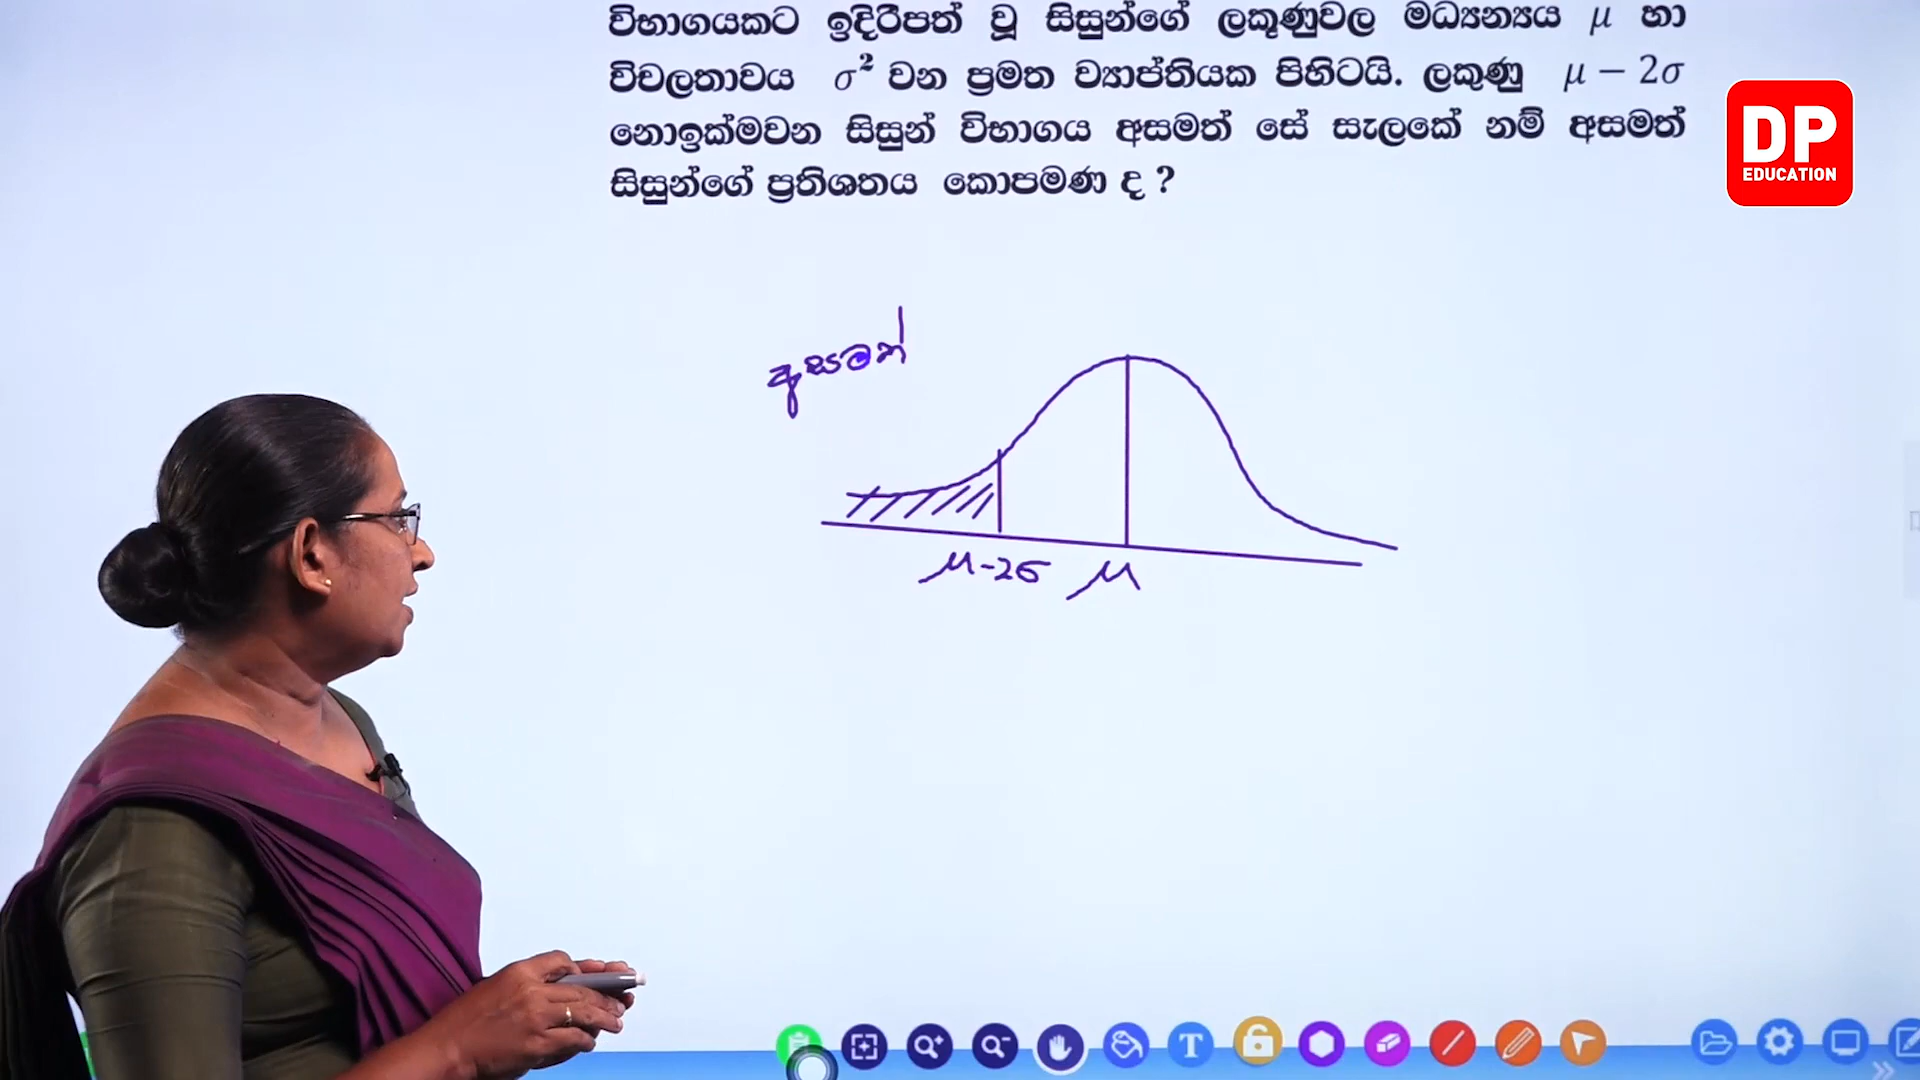 විභාගයකට ඉදිරිපත් වූ සිසුන්ගේ ලකුණුවල මධ්‍යන්‍යය μ හා
විචලතාවය σ² වන ප්‍රමත ව්‍යාප්තියක පිහිටයි. ලකුණු μ − 2σ
නොඉක්මවන සිසුන් විභාගය අසමත් සේ සැලකේ නම් අසමත්
සිසුන්ගේ ප්‍රතිශතය කොපමණ ද ?
DP
EDUCATION
අසමත්
μ-2σ μ
T